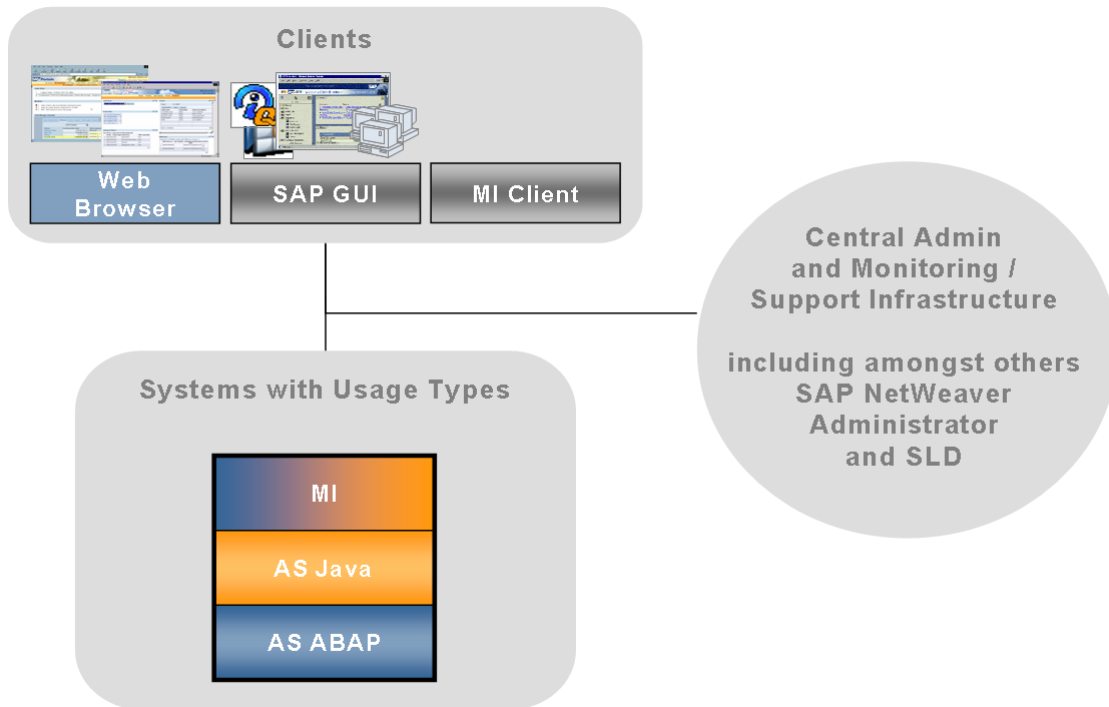 Clients
Web
Browser
SAP GUI
MI Client
Central Admin
and Monitoring /
Support Infrastructure
including amongst others
SAP NetWeaver
Administrator
and SLD
Systems with Usage Types
MI
AS Java
AS ABAP